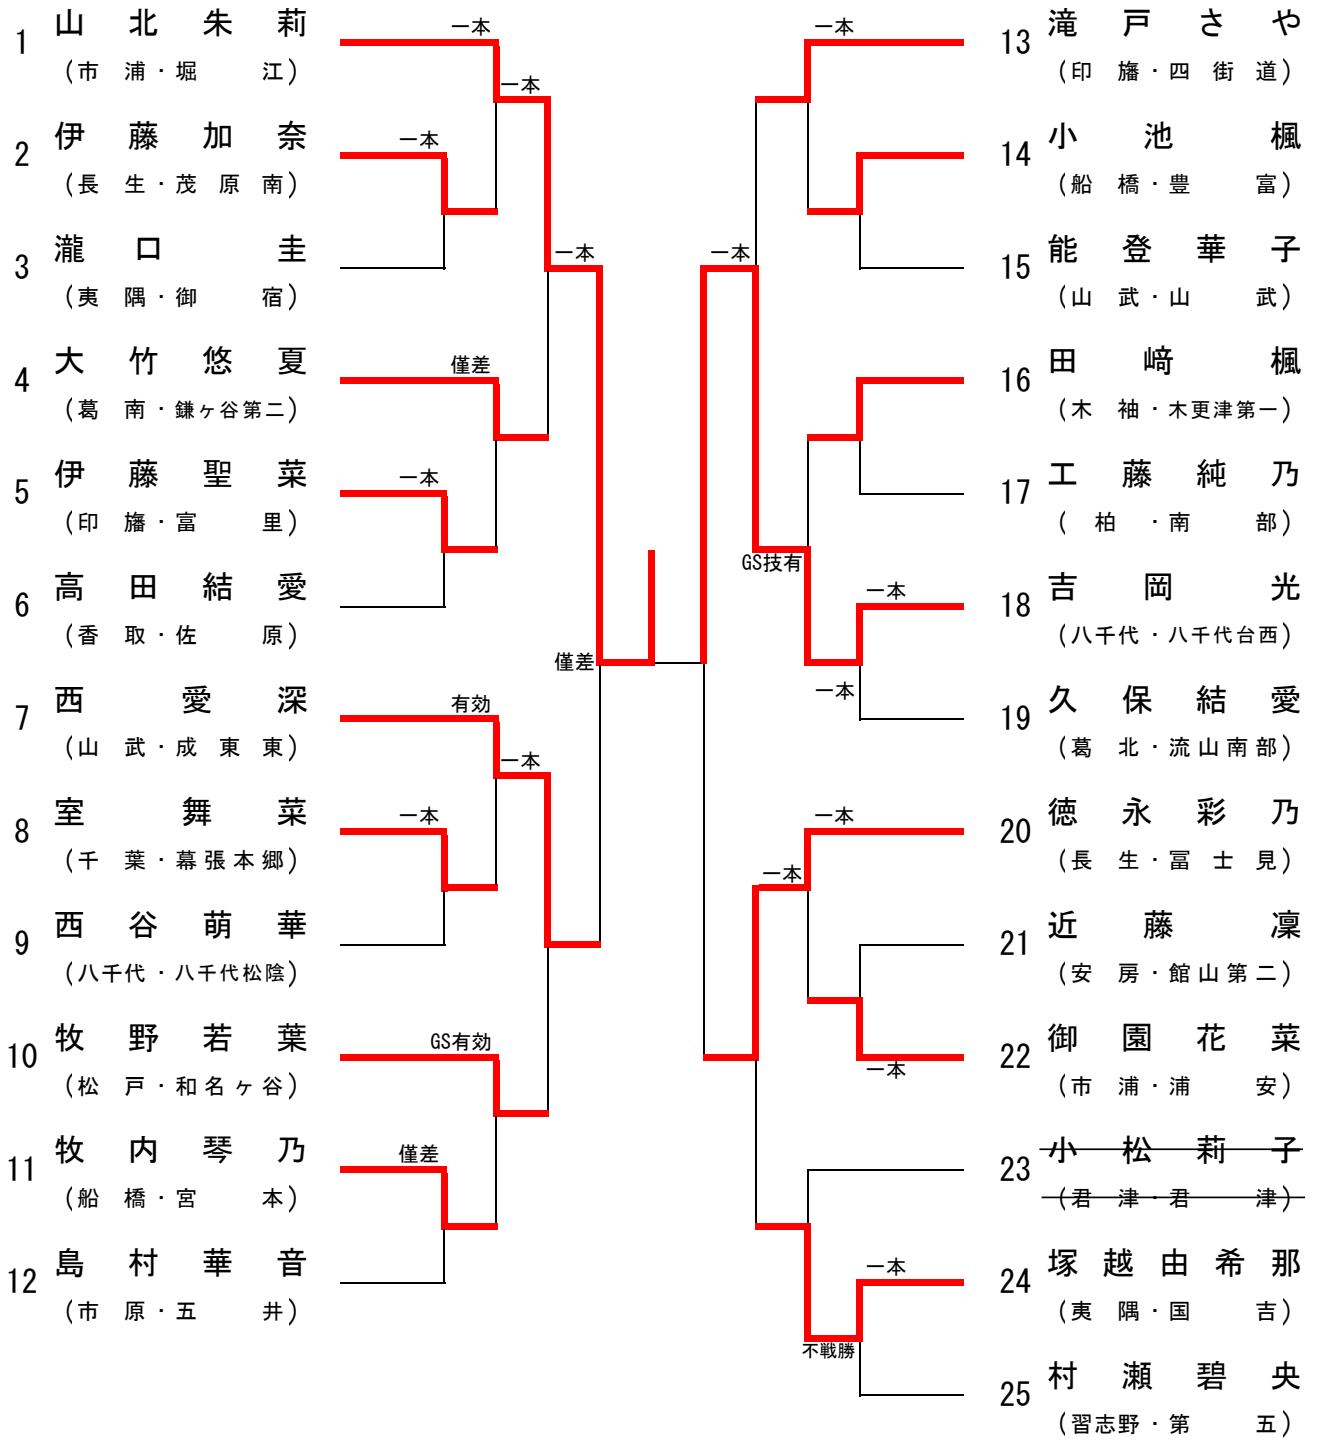 1 山北朱莉
(市浦・堀江)
2 伊藤加奈
(長生・茂原南)
3 瀧口圭
(夷隅・御宿)
4 大竹悠夏
(葛南・鎌ヶ谷第二)
5 伊藤聖菜
(印旛・富里)
6 高田結愛
(香取・佐原)
7 西愛深
(山武・成東東)
8 室舞菜
(千葉・幕張本郷)
9 西谷萌華
(八千代・八千代松陰)
10 牧野若葉
(松戸・和名ヶ谷)
11 牧内琴乃
(船橋・宮本)
12 島村華音
(市原・五井)
一本
一本
一本
一本
僅差
一本
僅差
有効
一本
一本
GS有効
僅差
一本
一本
GS技有
一本
一本
一本
一本
一本
一本
不戦勝
13 滝戸さや
(印旛・四街道)
14 小池楓
(船橋・豊富)
15 能登華子
(山武・山武)
16 田﨑楓
(木袖・木更津第一)
17 工藤純乃
(柏・南部)
18 吉岡光
(八千代・八千代台西)
19 久保結愛
(葛北・流山南部)
20 徳永彩乃
(長生・冨士見)
21 近藤凜
(安房・館山第二)
22 御園花菜
(市浦・浦安)
23 小松莉子
(君津・君津)
24 塚越由希那
(夷隅・国吉)
25 村瀬碧央
(習志野・第五)